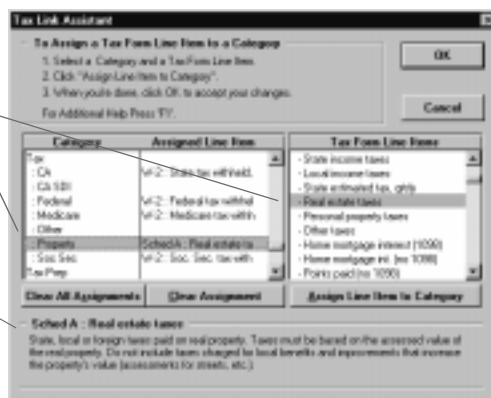 Tax Link Assistant
To Assign a Tax Form Line Item to a Category
1. Select a Category and a Tax Form Line Item.
2. Click "Assign Line Item to Category".
3. When you're done, click OK to accept your changes.
For Additional Help Press 'F1'.
OK
Cancel
Category Assigned Line Item
Tax
: CA W-2 : State tax withheld,
: CA SDI
: Federal W-2 : Federal tax withhel
: Medicare W-2 : Medicare tax withh
: Other
: Property Sched A : Real estate ta
: Soc Sec W-2 : Soc. Sec. tax with
Tax Prep
Tax Form Line Items
- State income taxes
- Local income taxes
- State estimated tax, qrtly
- Real estate taxes
- Personal property taxes
- Other taxes
- Home mortgage interest (1098)
- Home mortgage int. (no 1098)
- Points paid (no 1098)
Clear All Assignments
Clear Assignment
Assign Line Item to Category
Sched A : Real estate taxes
State, local or foreign taxes paid on real property. Taxes must be based on the assessed value of
the real property. Do not include taxes charged for local benefits and improvements that increase
the property's value (assessments for streets, etc.)